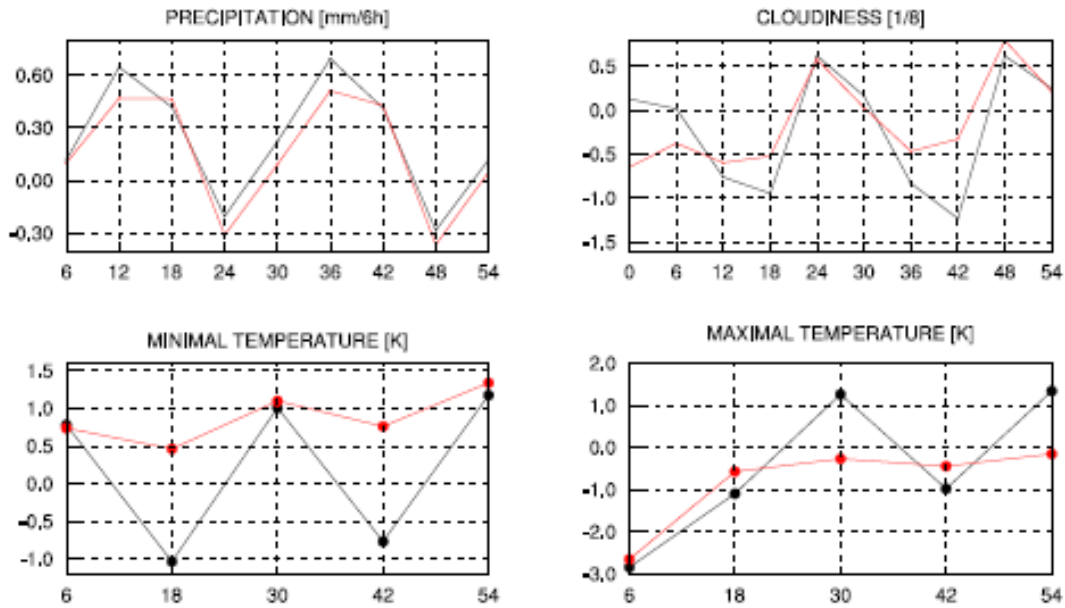 PRECIPITATION [mm/6h]
0.60
0.30
0.00
-0.30
6 12 18 24 30 36 42 48 54
CLOUDINESS [1/8]
0.5
0.0
-0.5
-1.0
-1.5
0 6 12 18 24 30 36 42 48 54
MINIMAL TEMPERATURE [K]
1.5
1.0
0.5
0.0
-0.5
-1.0
6 18 30 42 54
MAXIMAL TEMPERATURE [K]
2.0
1.0
0.0
-1.0
-2.0
-3.0
6 18 30 42 54